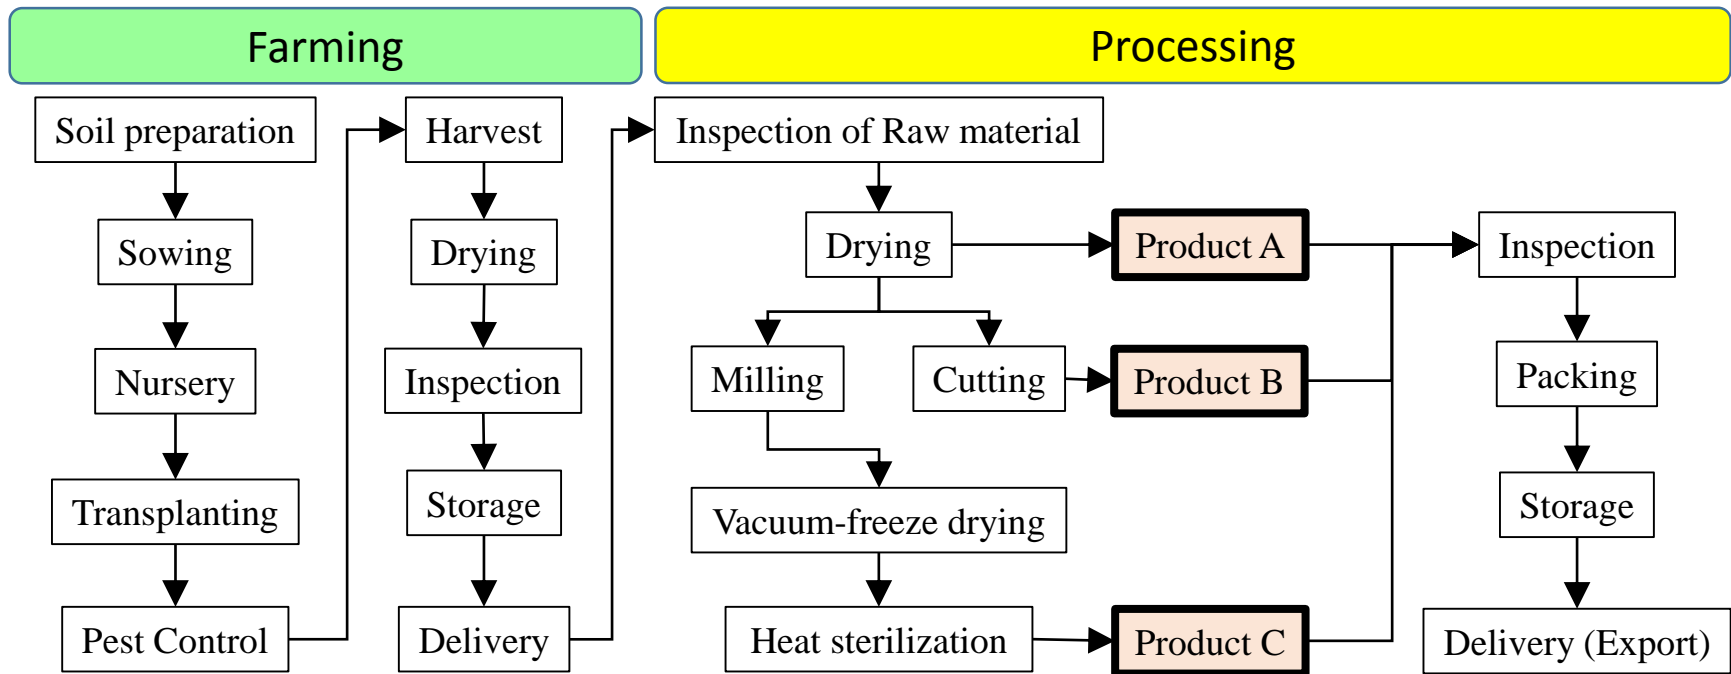 Farming
Processing
Soil preparation
Sowing
Nursery
Transplanting
Pest Control
Harvest
Drying
Inspection
Storage
Delivery
Inspection of Raw material
Drying
Milling
Cutting
Vacuum-freeze drying
Heat sterilization
Product A
Product B
Product C
Inspection
Packing
Storage
Delivery (Export)